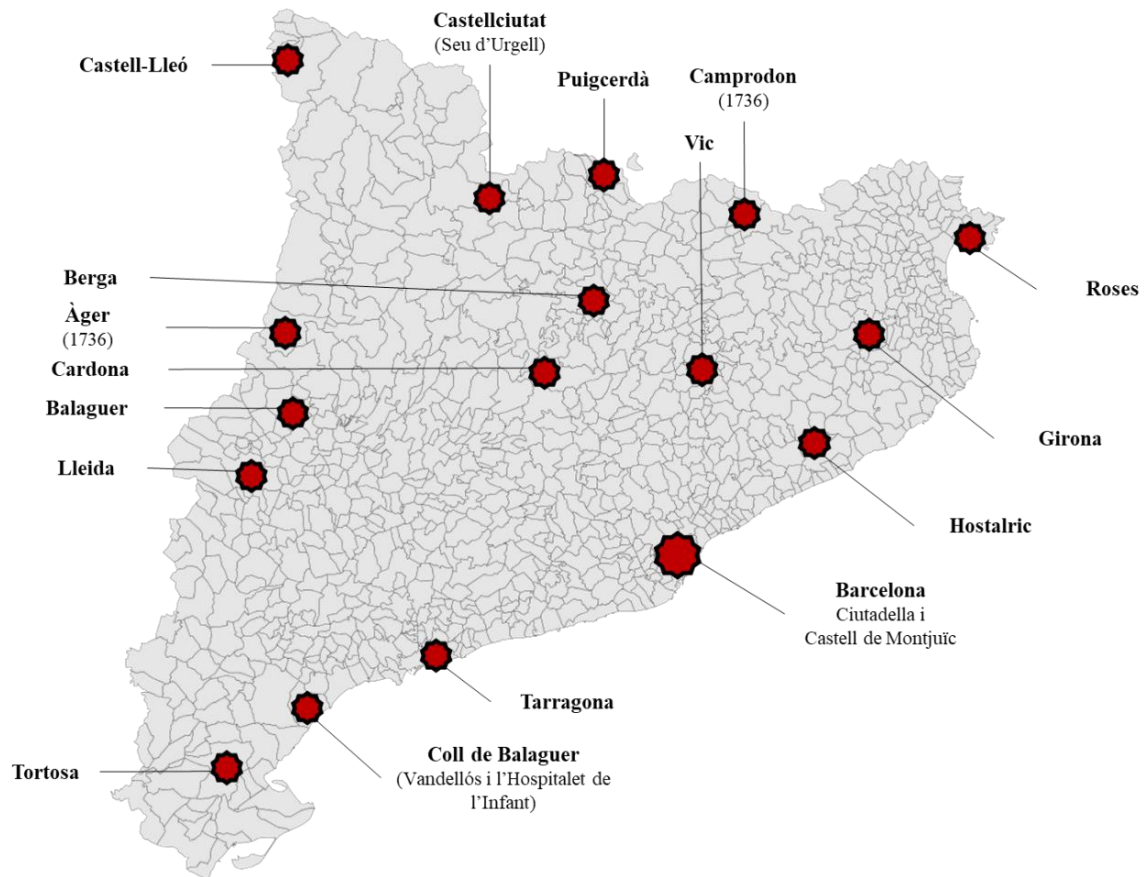 Castellciutat
(Seu d'Urgell)
Castell-Lleó
Puigcerdà
Camprodon
(1736)
Vic
Berga
Roses
Àger
(1736)
Cardona
Balaguer
Girona
Lleida
Hostalric
Barcelona
Ciutadella i
Castell de Montjuïc
Tarragona
Coll de Balaguer
(Vandellós i l'Hospitalet de
l'Infant)
Tortosa